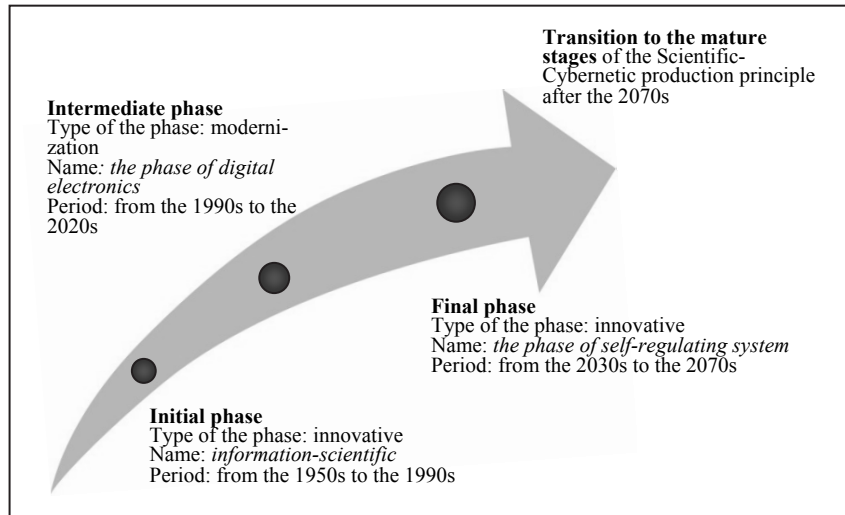 Transition to the mature
stages of the Scientific-
Cybernetic production principle
after the 2070s
Intermediate phase
Type of the phase: moderni-
zation
Name: the phase of digital
electronics
Period: from the 1990s to the
2020s
Final phase
Type of the phase: innovative
Name: the phase of self-regulating system
Period: from the 2030s to the 2070s
Initial phase
Type of the phase: innovative
Name: information-scientific
Period: from the 1950s to the 1990s